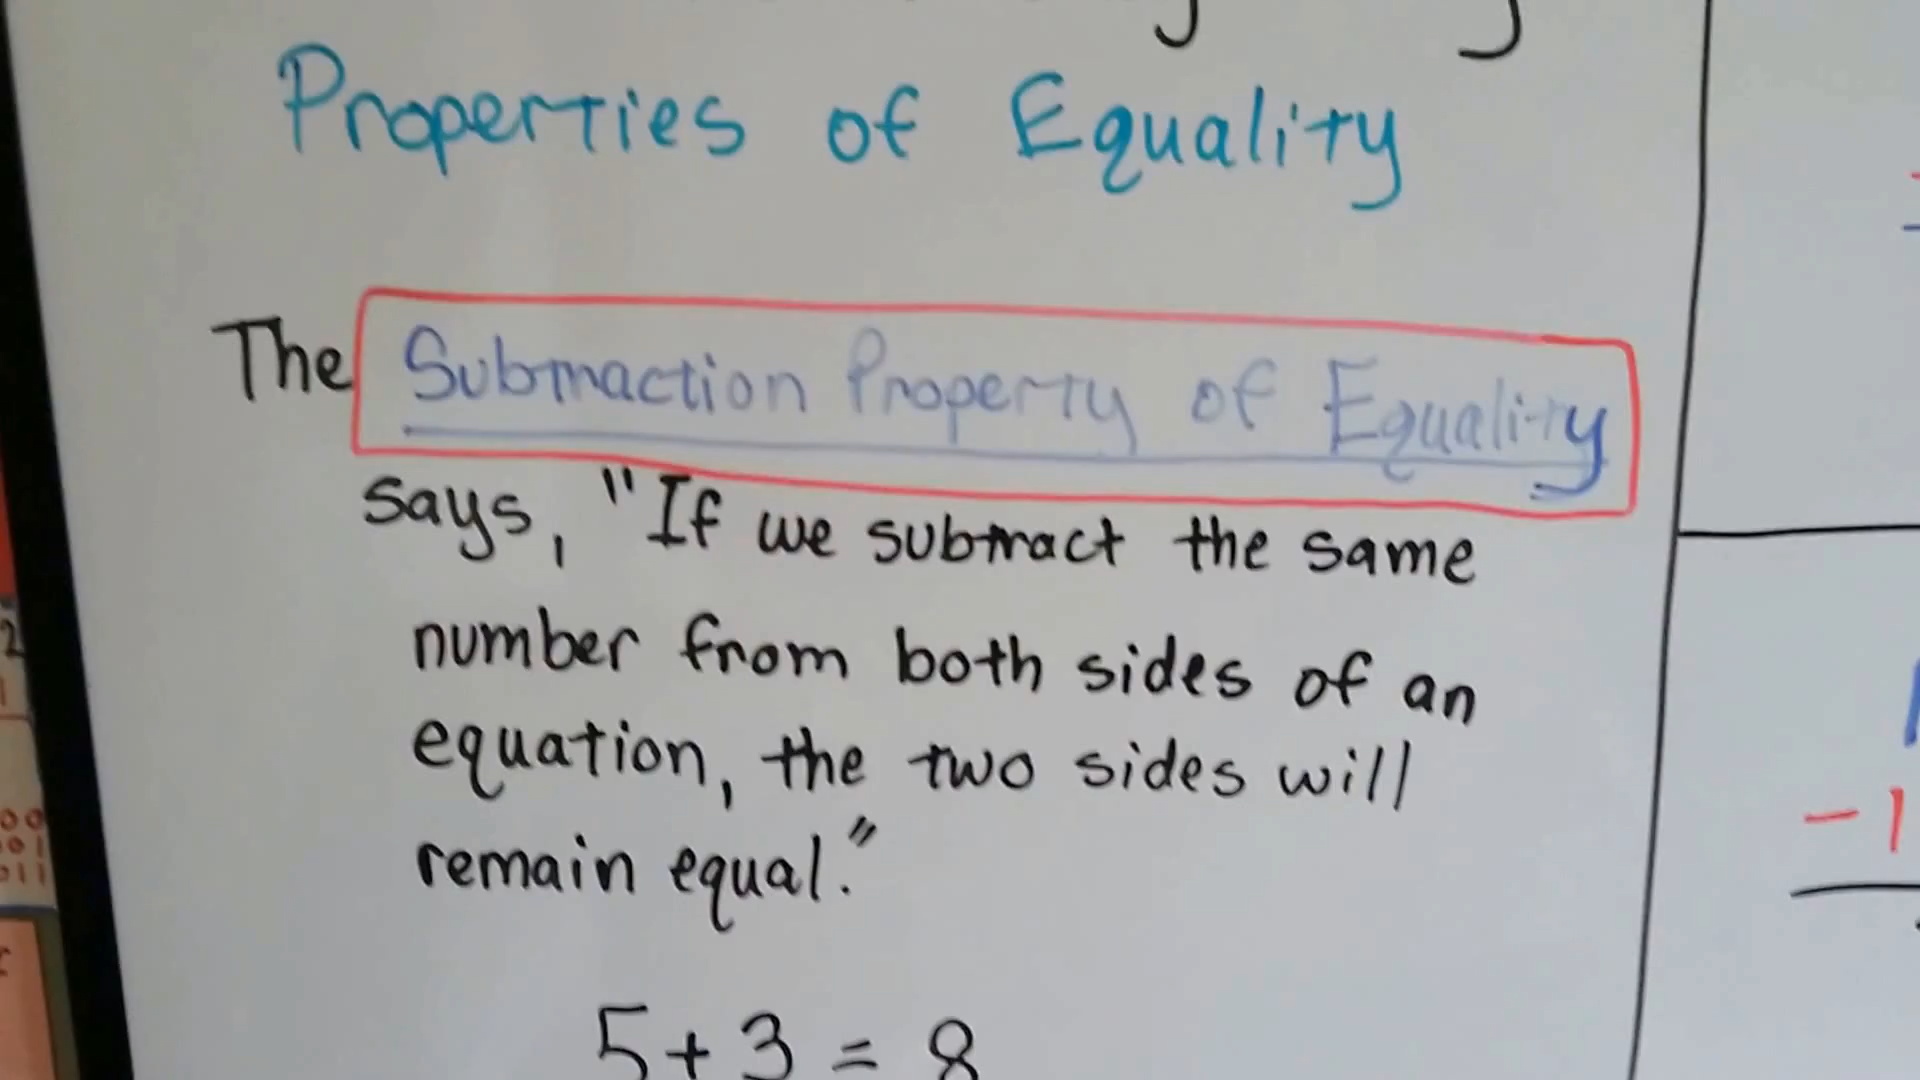 Properties of Equality
The Subtraction Property of Equality
says, "If we subtract the same
number from both sides of an
equation, the two sides will
remain equal."
5 + 3 = 8
-1